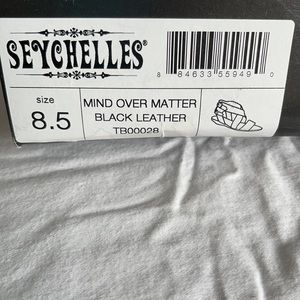 SEYCHELLES®
8 84633 55949 0
size
8.5
MIND OVER MATTER
BLACK LEATHER
TB00028